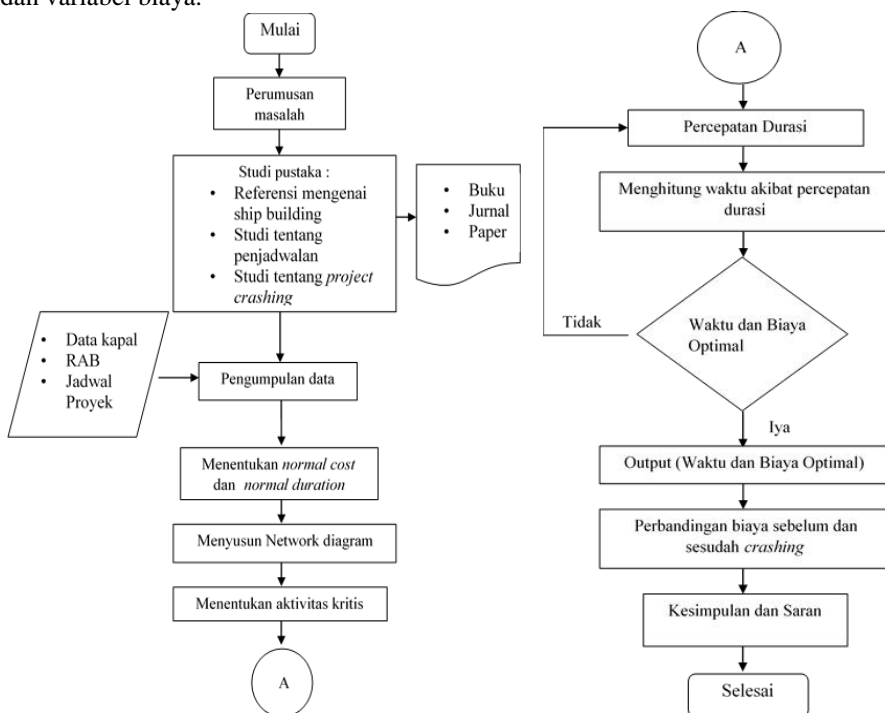 dan variabel biaya.
Mulai
Perumusan
masalah
Studi pustaka :
• Referensi mengenai
ship building
• Studi tentang
penjadwalan
• Studi tentang project
crashing
• Buku
• Jurnal
• Paper
• Data kapal
• RAB
• Jadwal
Proyek
Pengumpulan data
Menentukan normal cost
dan normal duration
Menyusun Network diagram
Menentukan aktivitas kritis
A
A
Percepatan Durasi
Menghitung waktu akibat percepatan
durasi
Waktu dan Biaya
Optimal
Tidak
Iya
Output (Waktu dan Biaya Optimal)
Perbandingan biaya sebelum dan
sesudah crashing
Kesimpulan dan Saran
Selesai